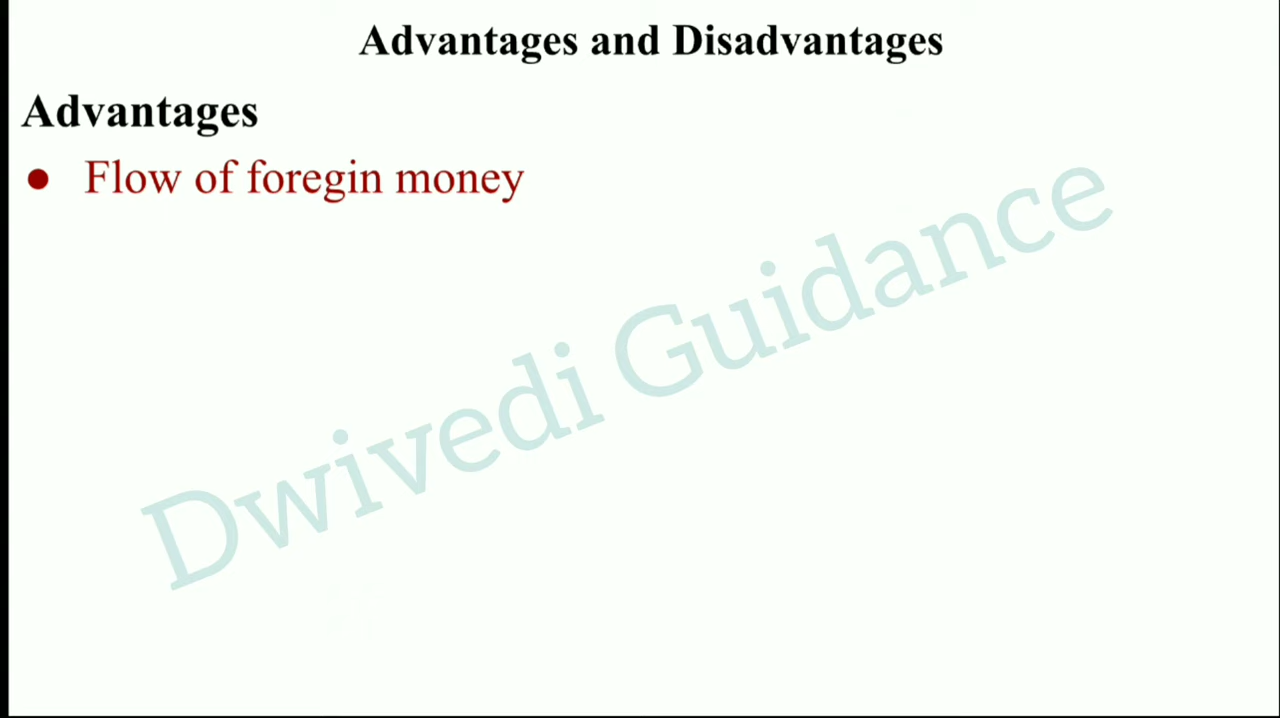 Advantages and Disadvantages
Advantages
● Flow of foregin money
Dwivedi Guidance